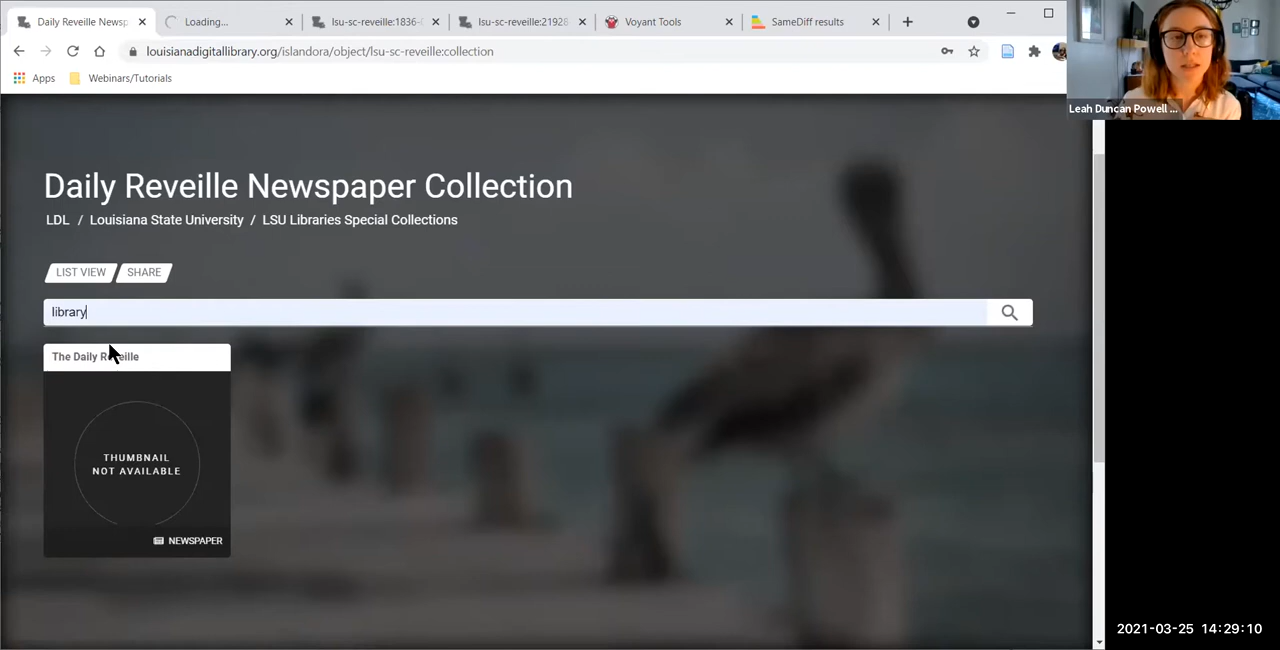 Daily Reveille Newsp
Loading...
lsu-sc-reveille:1836-
lsu-sc-reveille:21928
Voyant Tools
SameDiff results
louisianadigitallibrary.org/islandora/object/lsu-sc-reveille:collection
Apps
Webinars/Tutorials
Leah Duncan Powell ...
Daily Reveille Newspaper Collection
LDL / Louisiana State University / LSU Libraries Special Collections
LIST VIEW
SHARE
library
The Daily Reveille
THUMBNAIL
NOT AVAILABLE
NEWSPAPER
2021-03-25 14:29:10